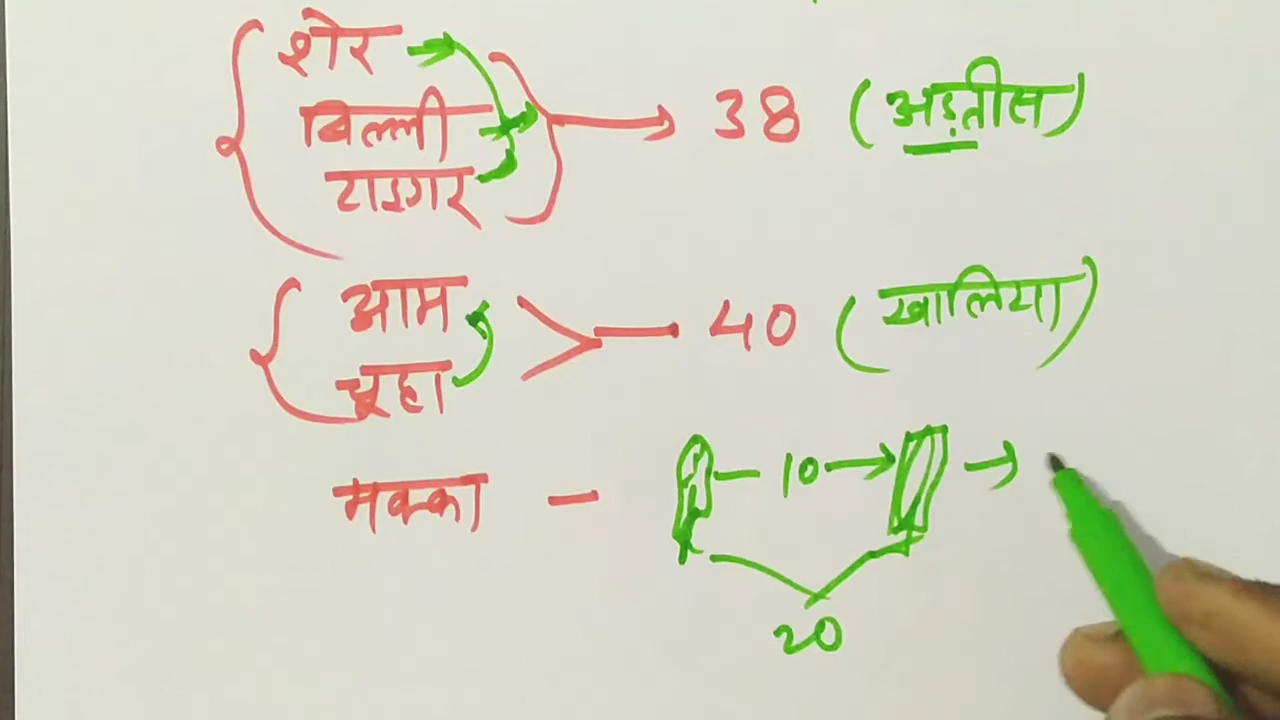 शेर
बिल्ली
टाइगर
38 (अड़तीस)
आम
चूहा
40 (खालिया)
मक्का - 10
20